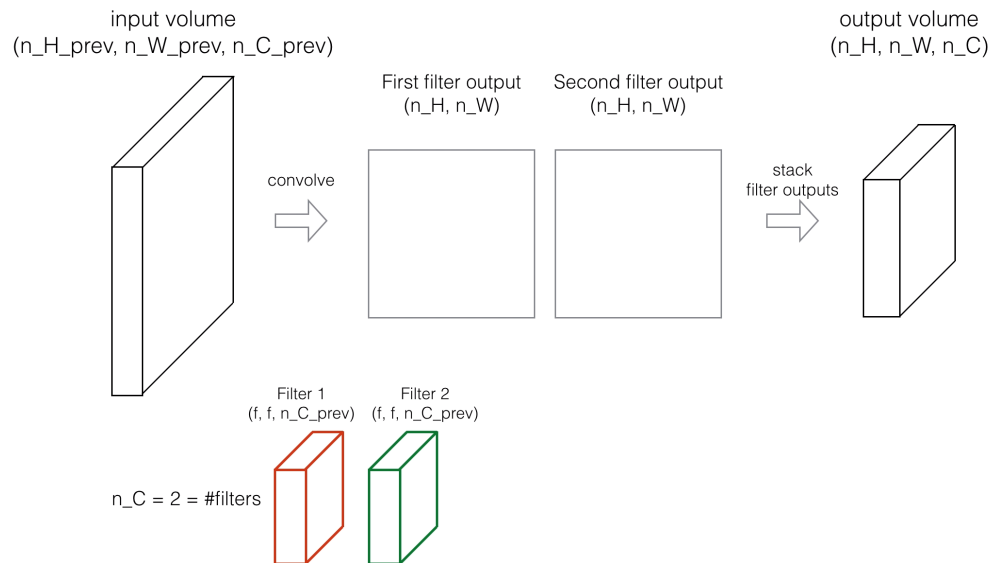 input volume
(n_H_prev, n_W_prev, n_C_prev)
output volume
(n_H, n_W, n_C)
First filter output
(n_H, n_W)
Second filter output
(n_H, n_W)
convolve
stack
filter outputs
Filter 1
(f, f, n_C_prev)
Filter 2
(f, f, n_C_prev)
n_C = 2 = #filters